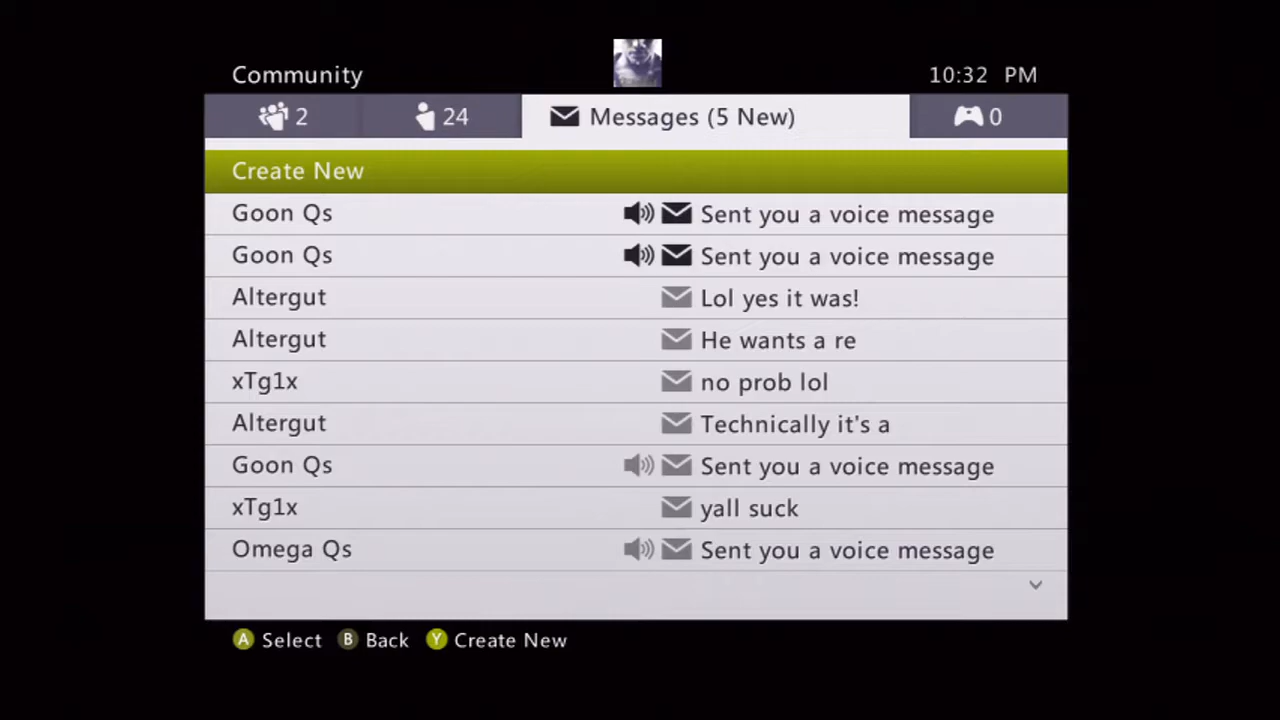 Community 10:32 PM
2 24 Messages (5 New) 0
Create New
Goon Qs Sent you a voice message
Goon Qs Sent you a voice message
Altergut Lol yes it was!
Altergut He wants a re
xTg1x no prob lol
Altergut Technically it's a
Goon Qs Sent you a voice message
xTg1x yall suck
Omega Qs Sent you a voice message
A Select B Back Y Create New